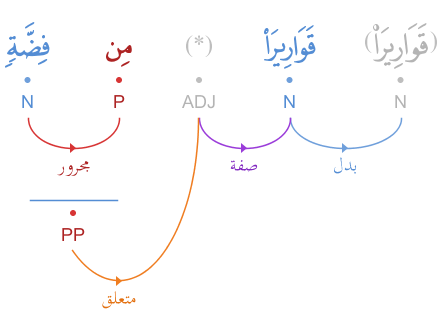 (قَوَارِيرَا۠) قَوَارِيرَا۟ (*) مِن فِضَّةٍ
N N ADJ P N
بدل صفة مجرور
PP
متعلق